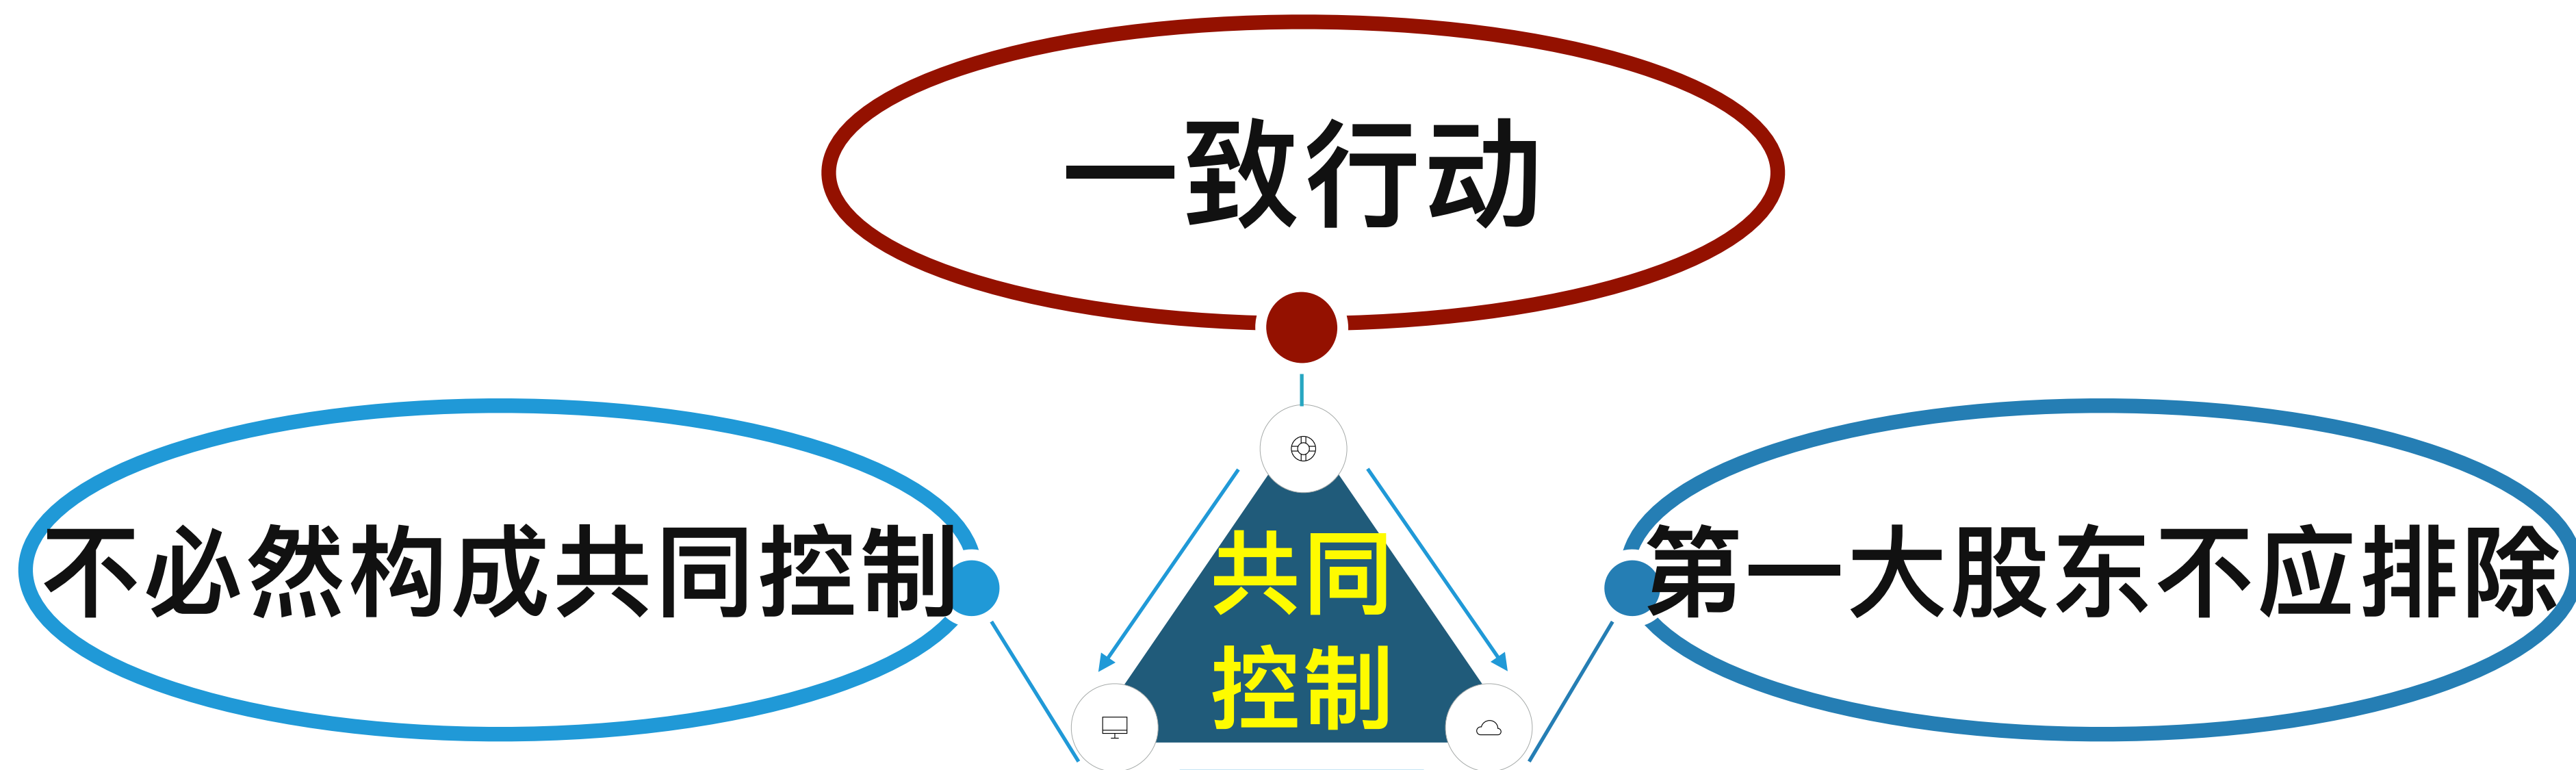 一致行动
不必然构成共同控制
共同
控制
第一大股东不应排除